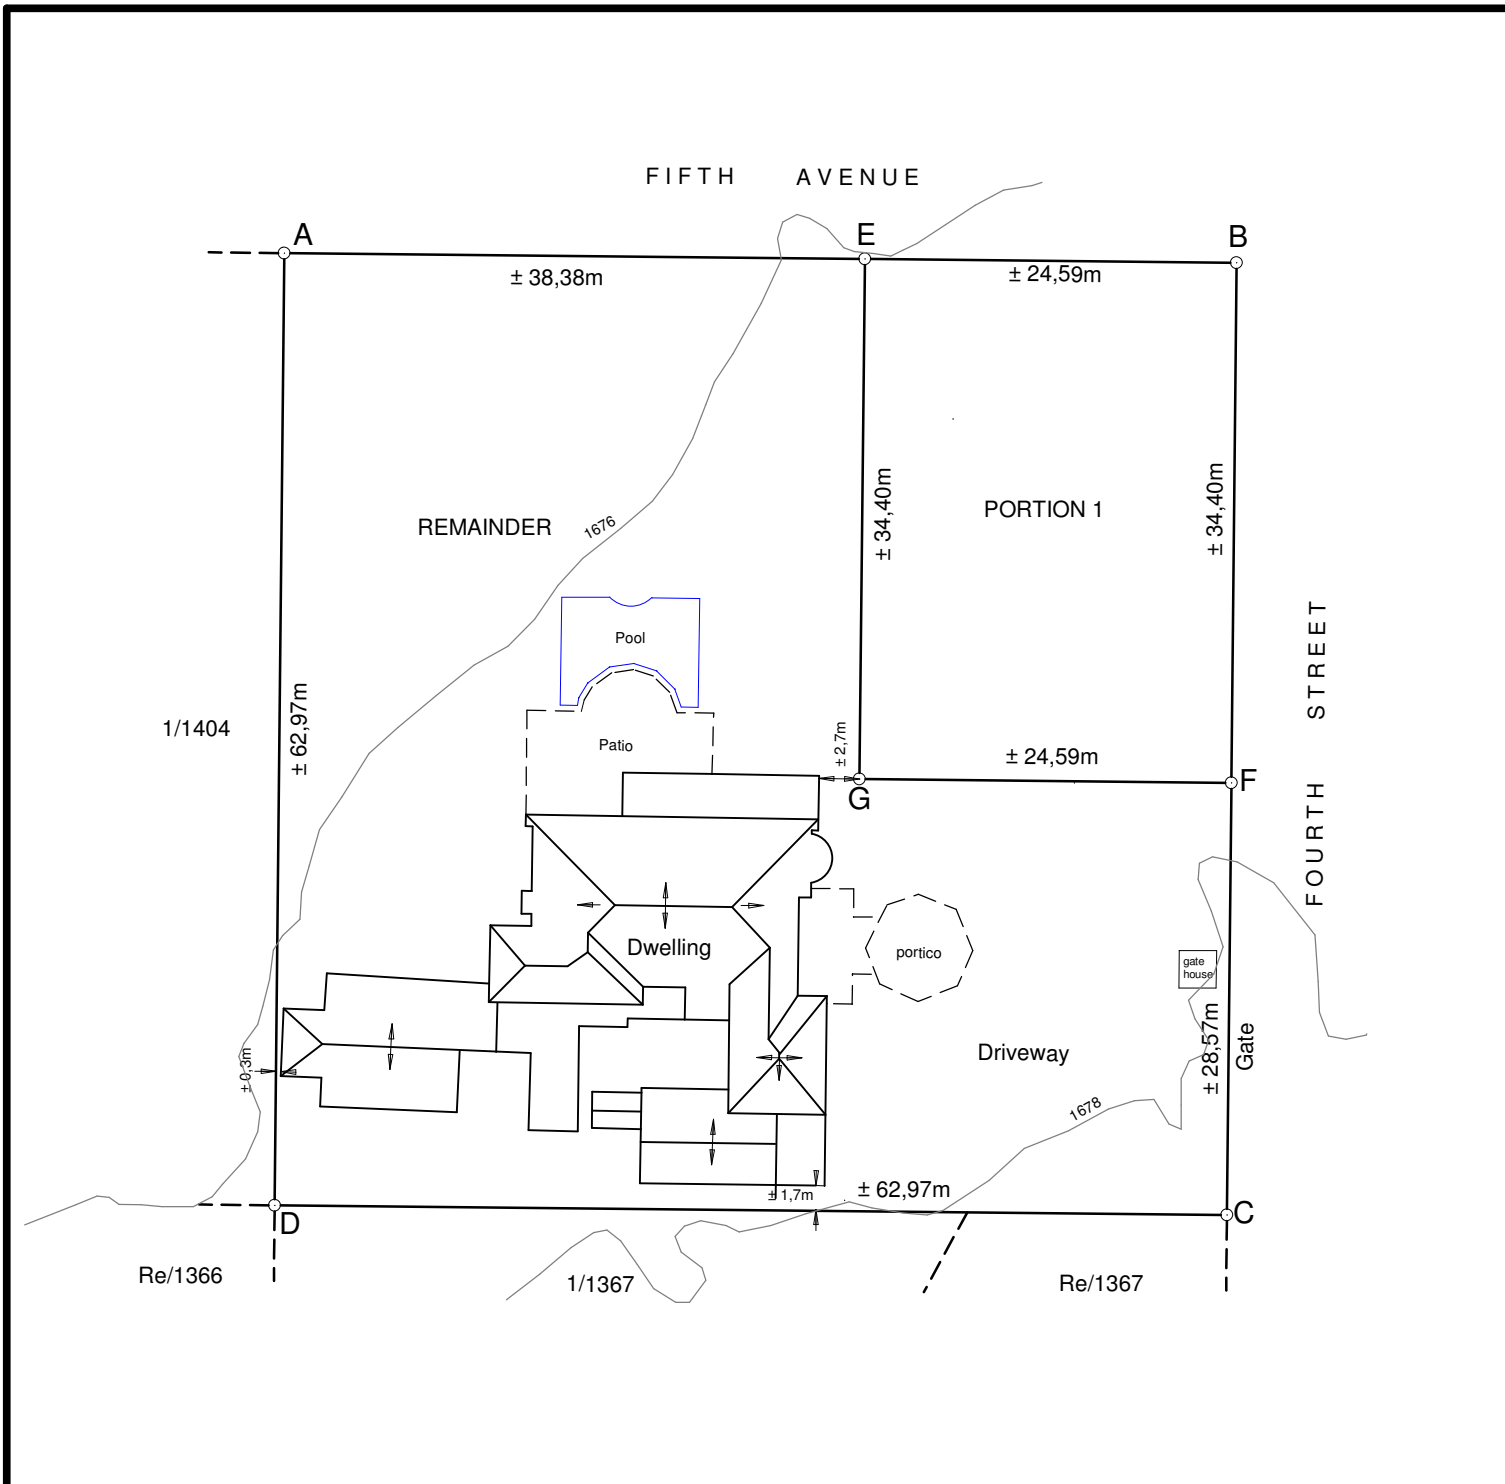 FIFTH AVENUE
A
E
B
± 38,38m
± 24,59m
± 34,40m
± 34,40m
PORTION 1
REMAINDER
1676
FOURTH STREET
Pool
± 62,97m
1/1404
Patio
± 2,7m
± 24,59m
G
F
Dwelling
portico
gate
house
± 28,57m
Gate
Driveway
± 0,3m
1678
± 1,7m
± 62,97m
D
C
Re/1366
1/1367
Re/1367